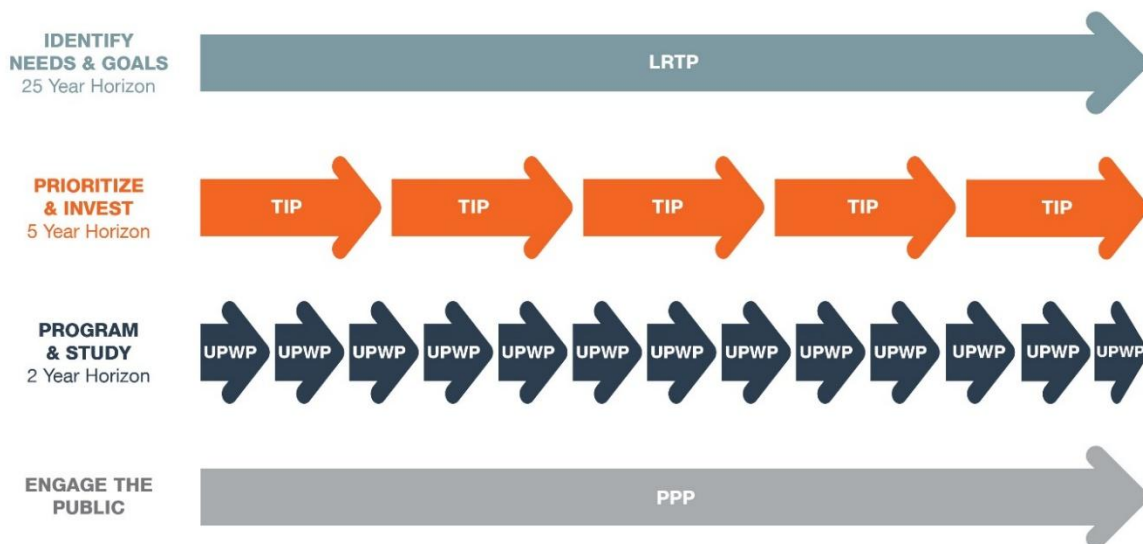 IDENTIFY
NEEDS & GOALS
25 Year Horizon
LRTP
PRIORITIZE
& INVEST
5 Year Horizon
TIP TIP TIP TIP TIP
PROGRAM
& STUDY
2 Year Horizon
UPWP UPWP UPWP UPWP UPWP UPWP UPWP UPWP UPWP UPWP UPWP UPWP UPWP
ENGAGE THE
PUBLIC
PPP